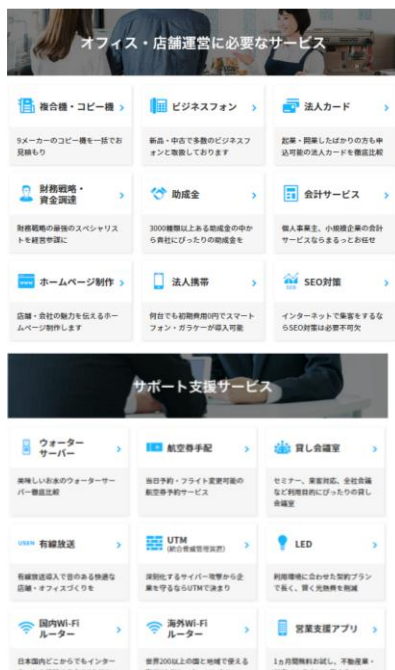 オフィス・店舗運営に必要なサービス
複合機・コピー機
ビジネスフォン
法人カード
9メーカーのコピー機を一括でお
見積もり
新品・中古で多数のビジネスフ
ォンと取扱しております
起業・開業したばかりの方も申
込可能の法人カードを徹底比較
財務戦略・
資金調達
助成金
会計サービス
財務戦略の最強のスペシャリス
トを経営参謀に
3000種類以上ある助成金の中か
ら貴社にぴったりの助成金を
個人事業主、小規模企業の会計
サービスならまるっとお任せ
www
ホームページ制作
法人携帯
SEO
SEO対策
店舗・会社の魅力を伝えるホー
ムページ制作します
何台でも初期費用0円でスマート
フォン・ガラケーが導入可能
インターネットで集客をするな
らSEO対策は必要不可欠
サポート支援サービス
ウォーター
サーバー
航空券手配
貸し会議室
美味しいお水のウォーターサー
バー徹底比較
当日予約・フライト変更可能の
航空券予約サービス
セミナー、来客対応、全社会議
など利用目的にぴったりの貸し
会議室
USEN
有線放送
UTM
(統合脅威管理装置)
LED
有線放送導入で音のある快適な
店舗・オフィスづくりを
深刻化するサイバー攻撃から企
業を守るならUTMで決まり
利用環境に合わせた契約プラン
で長く、賢く光熱費を削減
国内Wi-Fi
ルーター
海外Wi-Fi
ルーター
営業支援アプリ
日本国内どこからでもインター
世界200以上の国と地域で使える
1ヵ月間無料お試し、不動産業・